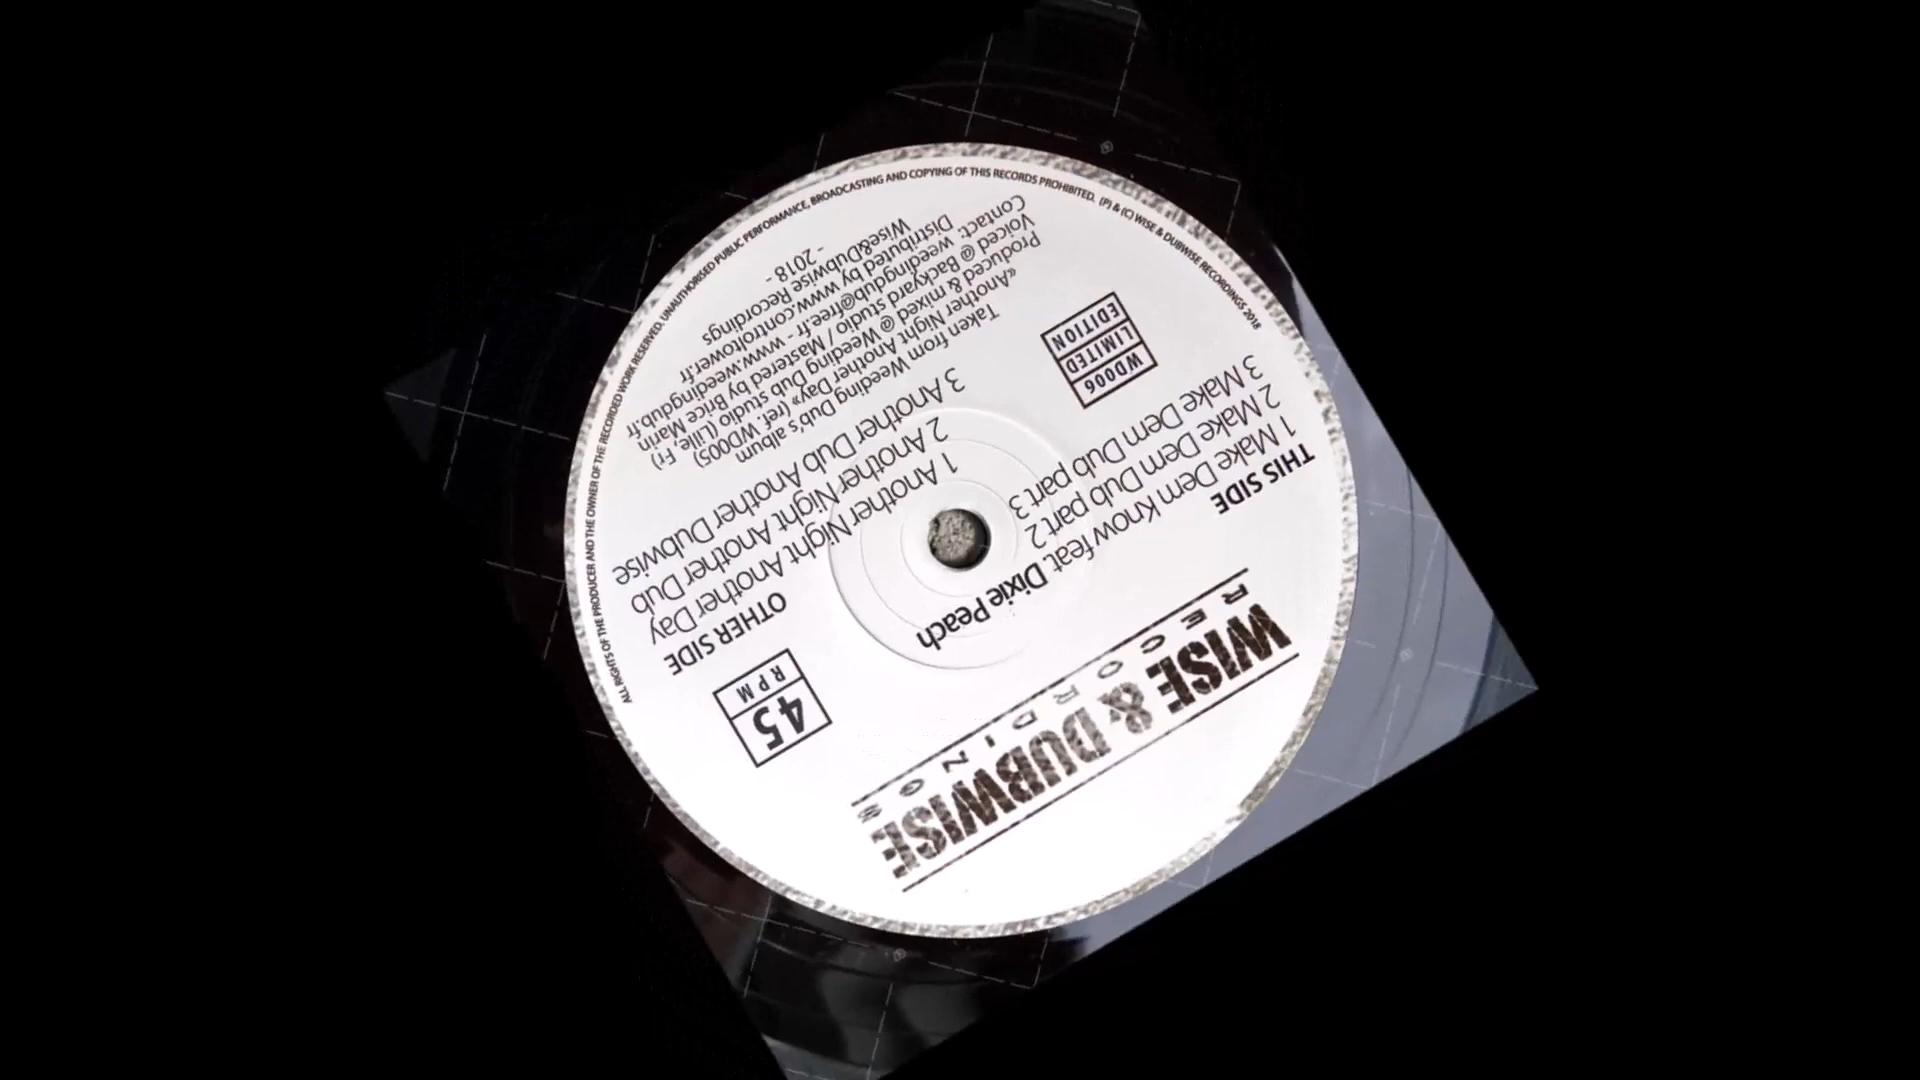 WISE & DUBWISE
RECORDINGS
THIS SIDE
1 Make Dem Know feat. Dixie Peach
2 Make Dem Dub part 2
3 Make Dem Dub part 3
WD006
LIMITED
EDITION
45
RPM
OTHER SIDE
1 Another Night Another Day
2 Another Night Another Dub
3 Another Dub Another Dubwise
Taken from Weeding Dub's album
«Another Night Another Day» (ref. WD005)
Produced & mixed @ Weeding Dub studio (Lille, Fr)
Voiced @ Backyard studio / Mastered by Brice Marin
Contact: weedingdub@free.fr - www.weedingdub.fr
Distributed by www.controltower.fr
Wise&Dubwise Recordings
- 2018 -
ALL RIGHTS OF THE PRODUCER AND THE OWNER OF THE RECORDED WORK RESERVED. UNAUTHORISED PUBLIC PERFORMANCE, BROADCASTING AND COPYING OF THIS RECORDS PROHIBITED. (P) & (C) WISE & DUBWISE RECORDINGS 2018